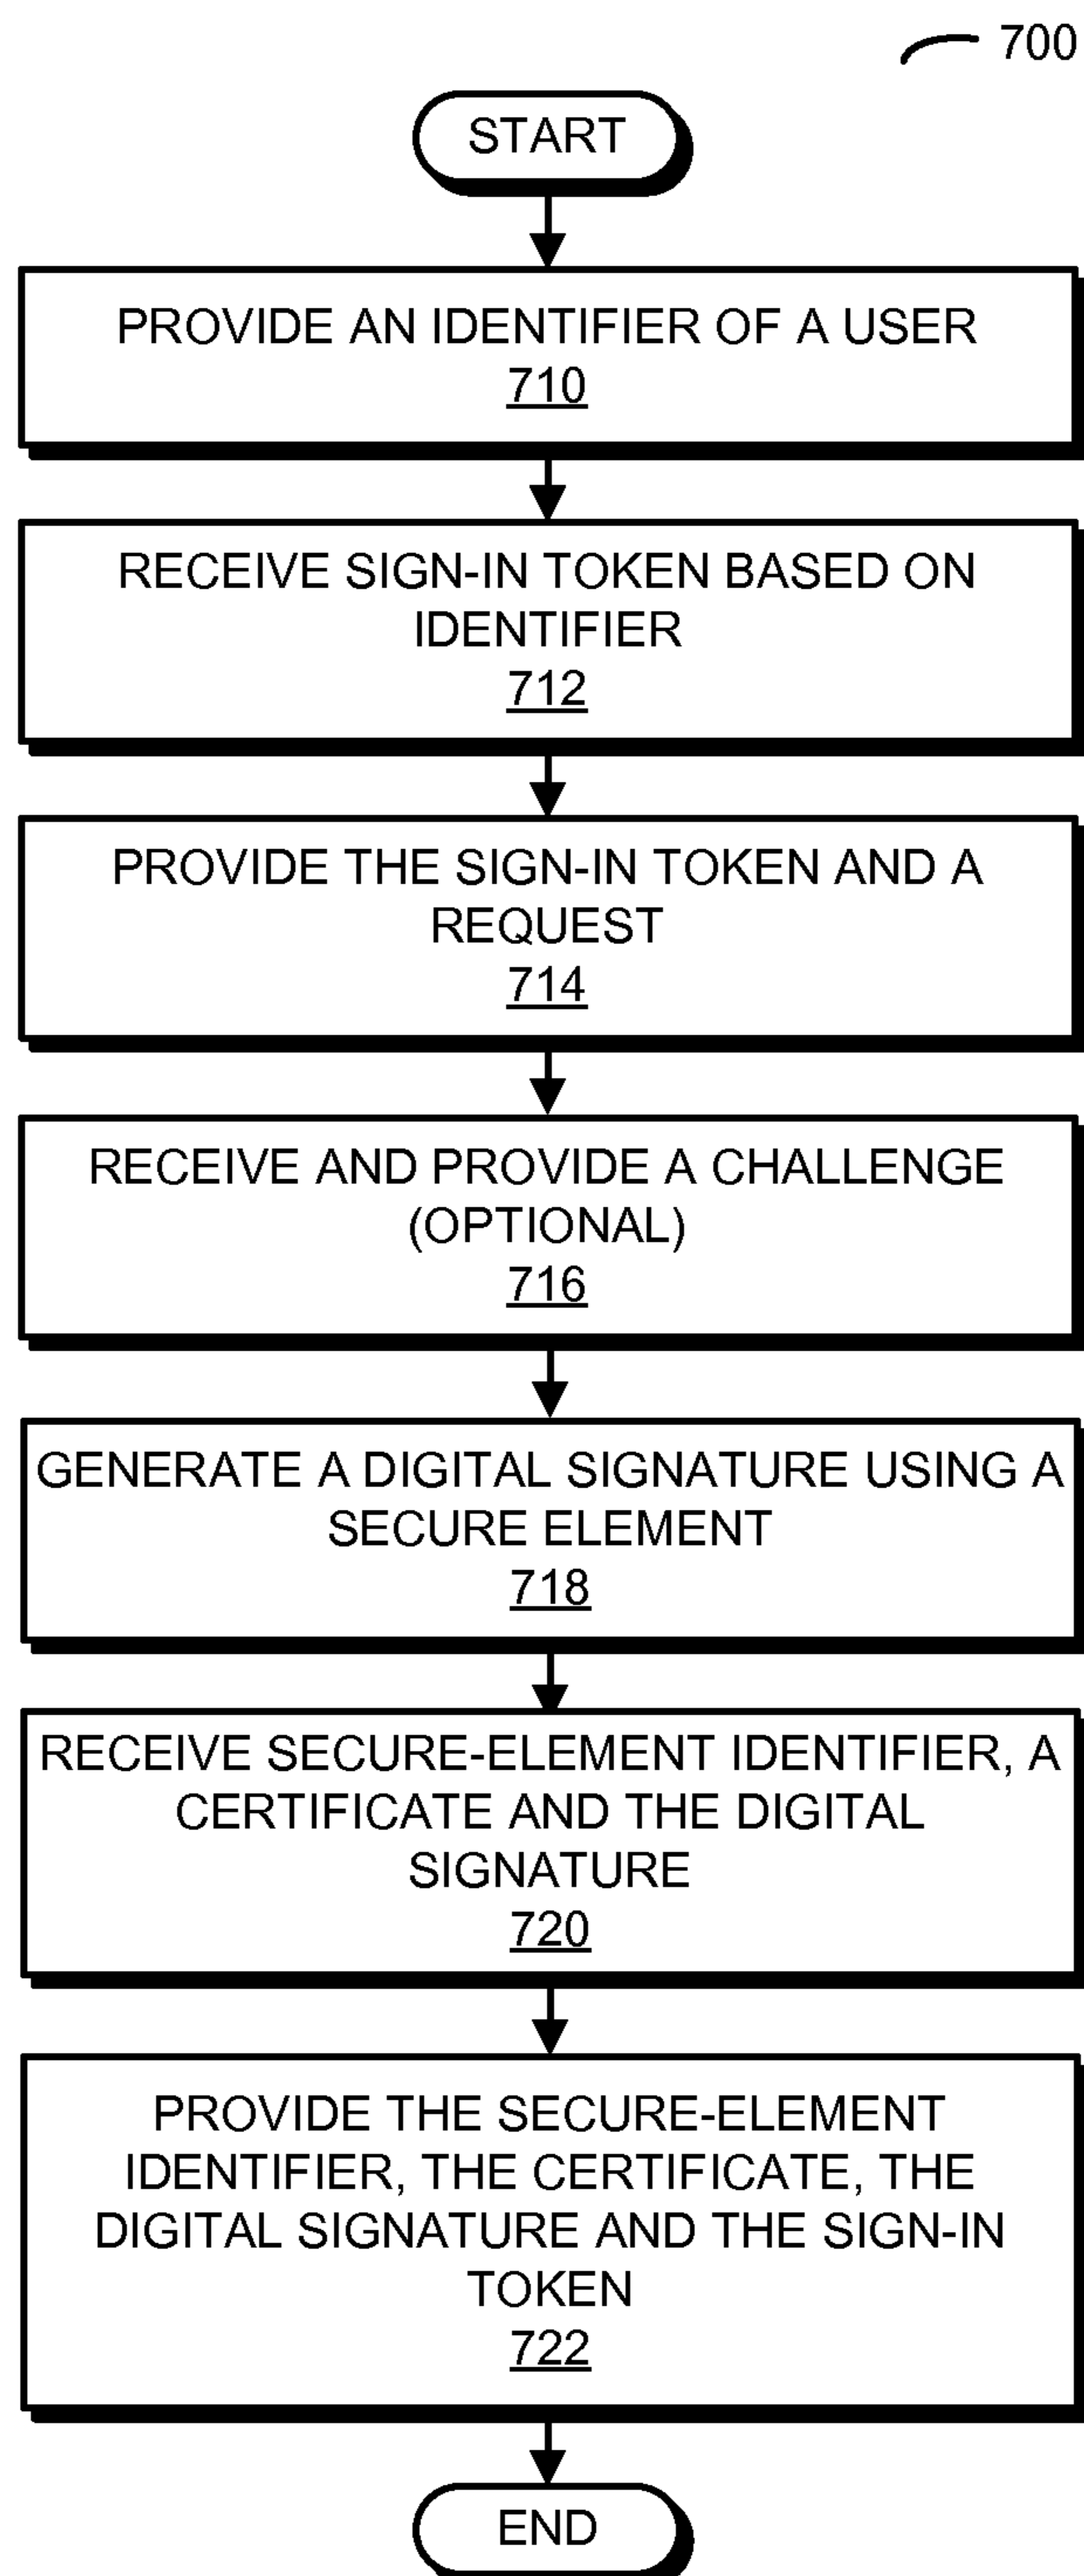 700
START
PROVIDE AN IDENTIFIER OF A USER
710
RECEIVE SIGN-IN TOKEN BASED ON
IDENTIFIER
712
PROVIDE THE SIGN-IN TOKEN AND A
REQUEST
714
RECEIVE AND PROVIDE A CHALLENGE
(OPTIONAL)
716
GENERATE A DIGITAL SIGNATURE USING A
SECURE ELEMENT
718
RECEIVE SECURE-ELEMENT IDENTIFIER, A
CERTIFICATE AND THE DIGITAL
SIGNATURE
720
PROVIDE THE SECURE-ELEMENT
IDENTIFIER, THE CERTIFICATE, THE
DIGITAL SIGNATURE AND THE SIGN-IN
TOKEN
722
END